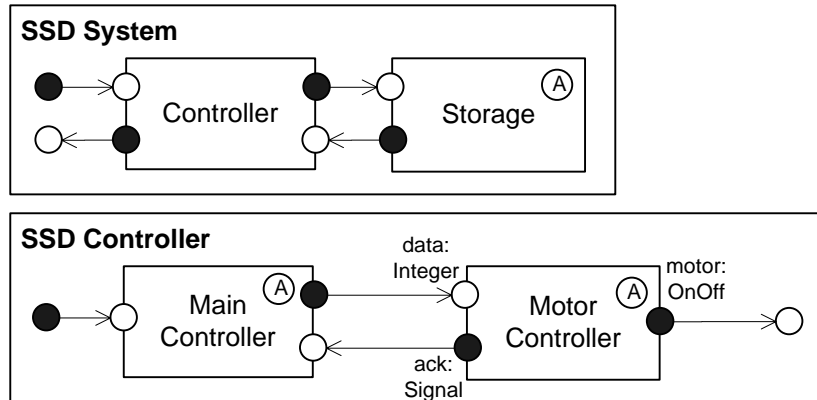 SSD System
Controller
Storage
A
SSD Controller
data:
Integer
motor:
OnOff
Main
Controller
A
Motor
Controller
A
ack:
Signal